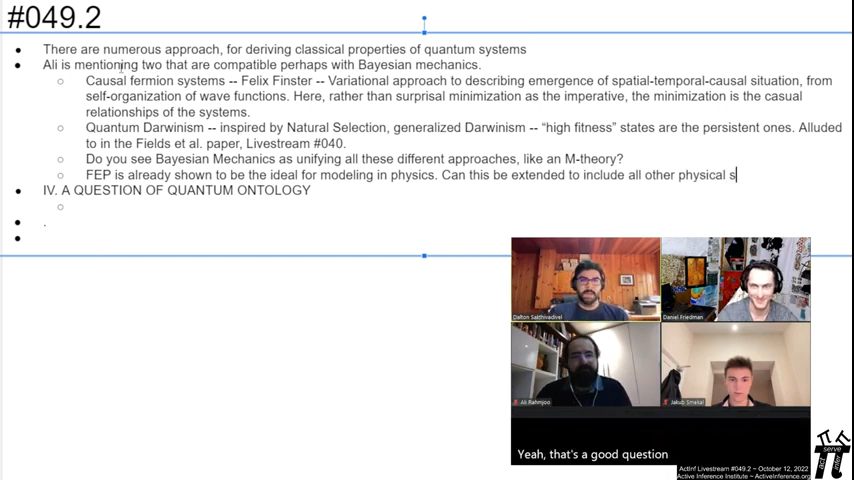 #049.2
● There are numerous approach, for deriving classical properties of quantum systems
● Ali is mentioning two that are compatible perhaps with Bayesian mechanics.
○ Causal fermion systems -- Felix Finster -- Variational approach to describing emergence of spatial-temporal-causal situation, from
self-organization of wave functions. Here, rather than surprisal minimization as the imperative, the minimization is the casual
relationships of the systems.
○ Quantum Darwinism -- inspired by Natural Selection, generalized Darwinism -- “high fitness” states are the persistent ones. Alluded
to in the Fields et al. paper, Livestream #040.
○ Do you see Bayesian Mechanics as unifying all these different approaches, like an M-theory?
○ FEP is already shown to be the ideal for modeling in physics. Can this be extended to include all other physical s
● IV. A QUESTION OF QUANTUM ONTOLOGY
○
● .
●
Dalton Sakthivadivel
Daniel Friedman
Ali Rahmjoo
Jakub Smekal
Yeah, that's a good question
ActInf Livestream #049.2 ~ October 12, 2022
Active Inference Institute ~ ActiveInference.org
act
serve
infer